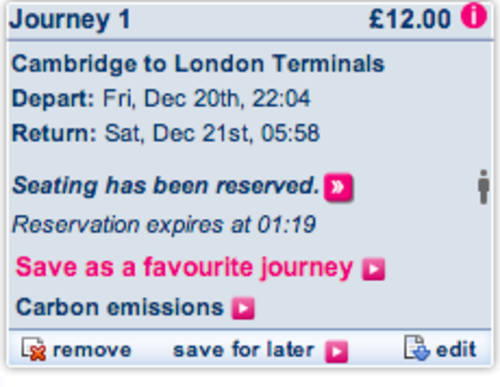 Journey 1 £12.00 i
Cambridge to London Terminals
Depart: Fri, Dec 20th, 22:04
Return: Sat, Dec 21st, 05:58
Seating has been reserved. »
Reservation expires at 01:19
Save as a favourite journey
Carbon emissions
remove save for later edit